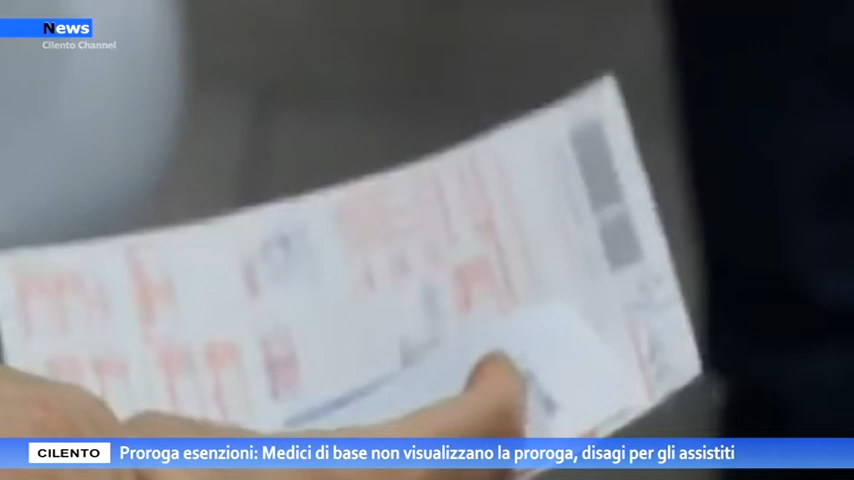 News
Cilento Channel
CILENTO
Proroga esenzioni: Medici di base non visualizzano la proroga, disagi per gli assistiti